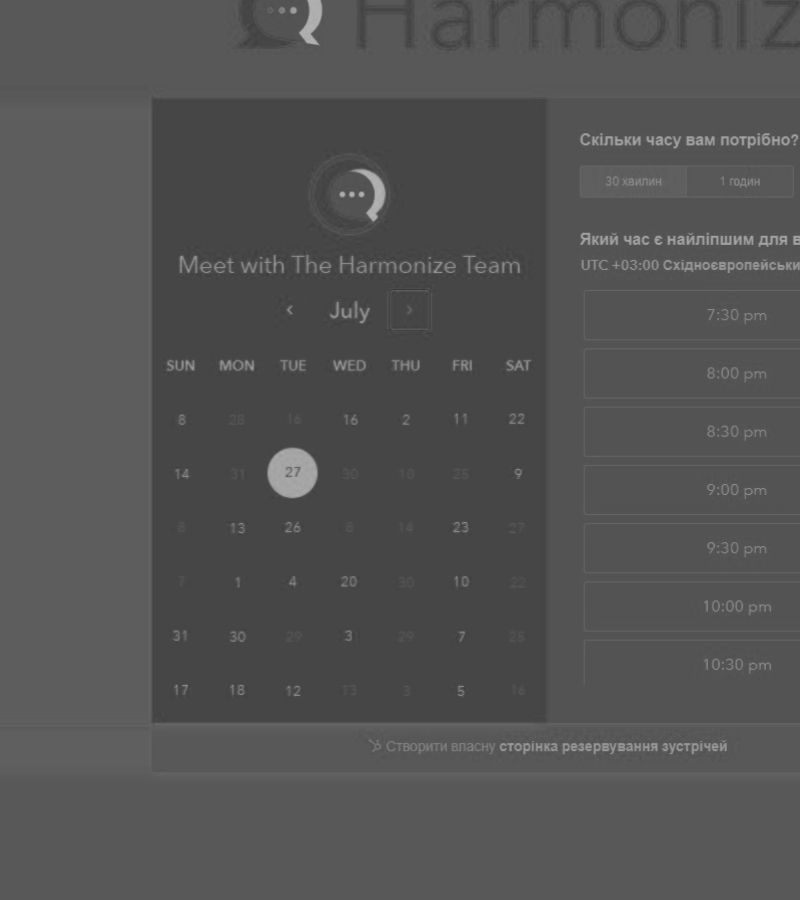 Harmoniz
Meet with The Harmonize Team
July
SUN MON TUE WED THU FRI SAT
8 28 16 16 2 11 22
14 31 27 30 10 25 9
8 13 26 8 14 23 27
7 1 4 20 30 10 22
31 30 29 3 29 7 25
17 18 12 13 3 5 16
Скільки часу вам потрібно?
30 хвилин 1 годин
Який час є найліпшим для в
UTC +03:00 Східноєвропейськи
7:30 pm
8:00 pm
8:30 pm
9:00 pm
9:30 pm
10:00 pm
10:30 pm
Створити власну сторінка резервування зустрічей